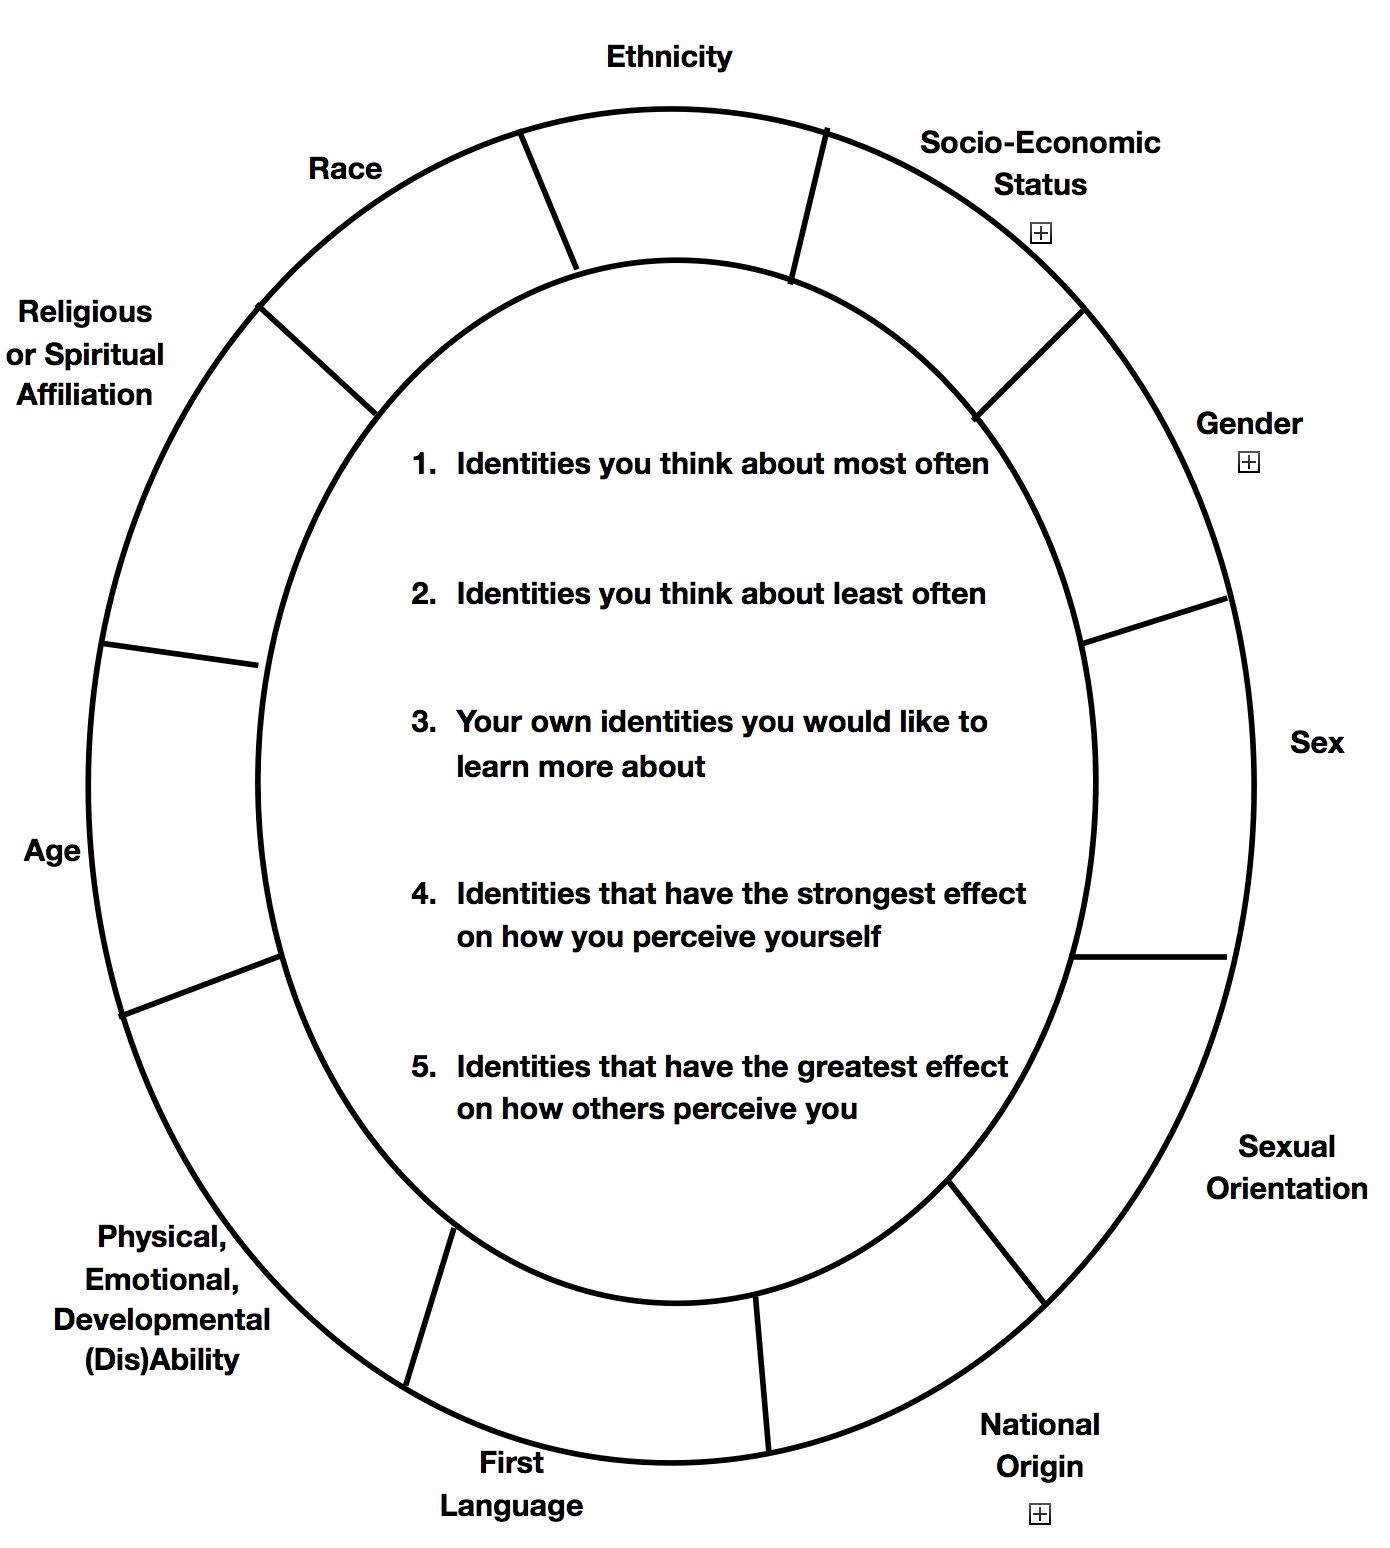 Ethnicity
Socio-Economic
Status
Race
Religious
or Spiritual
Affiliation
Gender
1. Identities you think about most often
2. Identities you think about least often
3. Your own identities you would like to
learn more about
Sex
Age
4. Identities that have the strongest effect
on how you perceive yourself
5. Identities that have the greatest effect
on how others perceive you
Sexual
Orientation
Physical,
Emotional,
Developmental
(Dis)Ability
National
Origin
First
Language